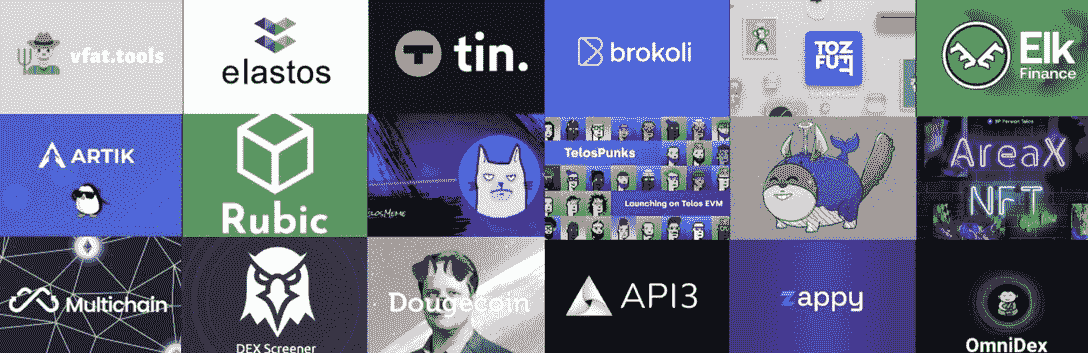 vfat.tools
elastos
tin.
brokoli
TOZ
FUT
Elk
Finance
ARTIK
Rubic
TELOSMEME
TelosPunks
Launching on Telos EVM
AreaX
NFT
Multichain
DEX Screener
Dougecoin
API3
zappy
OmniDex